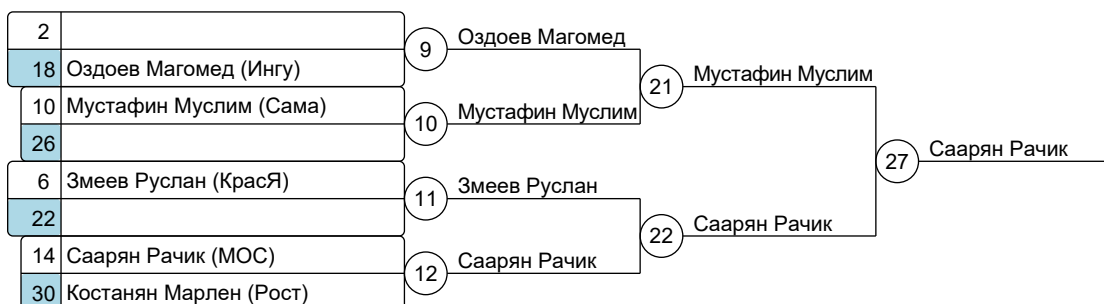 2
9
Оздоев Магомед
18 Оздоев Магомед (Ингу)
21
Мустафин Муслим
10 Мустафин Муслим (Сама)
10
Мустафин Муслим
26
27
Саарян Рачик
6 Змеев Руслан (КрасЯ)
11
Змеев Руслан
22
22
Саарян Рачик
14 Саарян Рачик (МОС)
12
Саарян Рачик
30 Костанян Марлен (Рост)